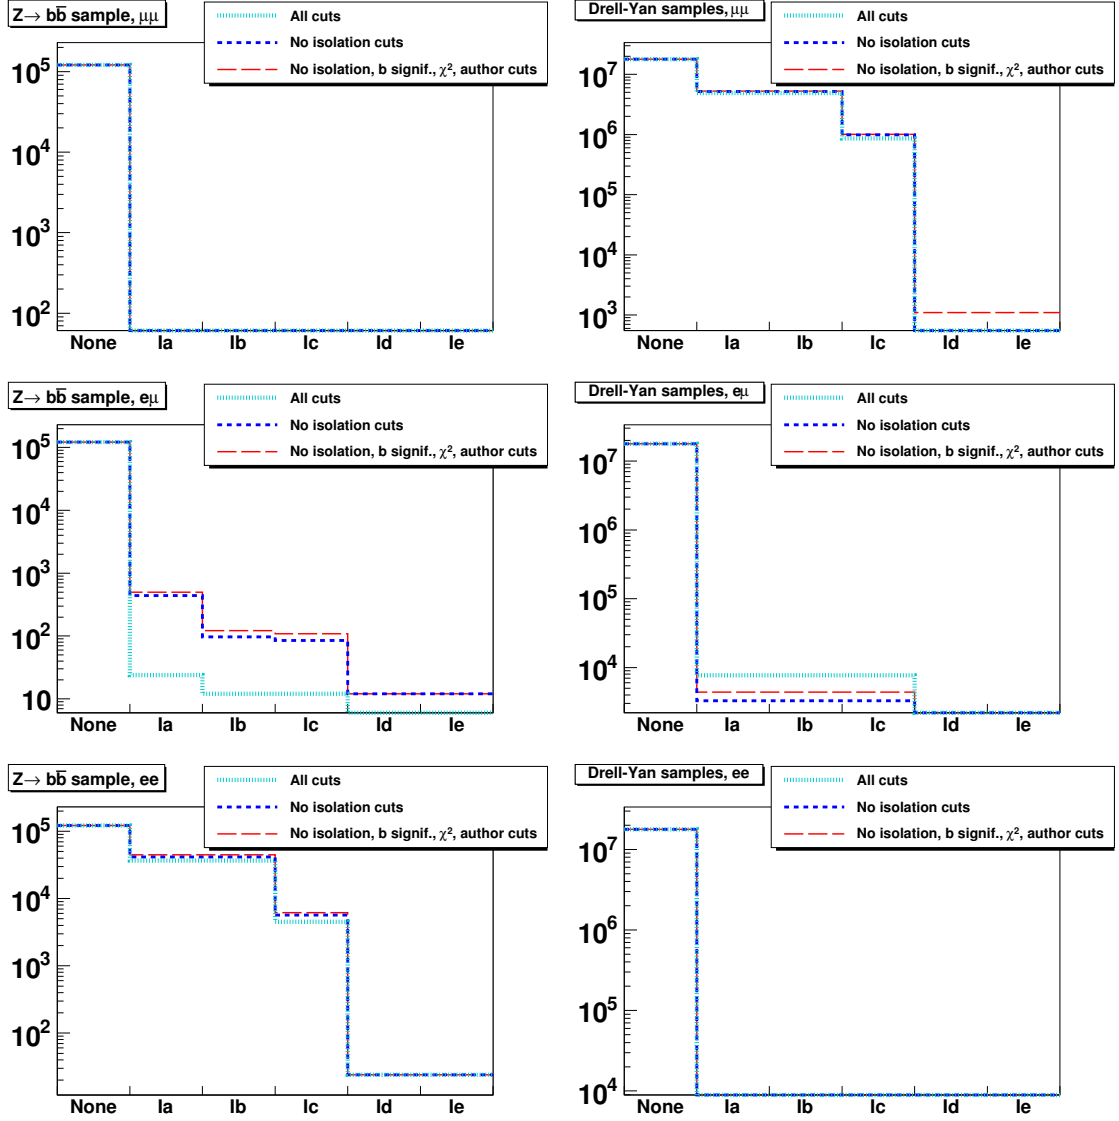 Z→ bb̅ sample, μμ
All cuts
No isolation cuts
No isolation, b signif., χ², author cuts
10⁵
10⁴
10³
10²
None Ia Ib Ic Id Ie
Drell-Yan samples, μμ
All cuts
No isolation cuts
No isolation, b signif., χ², author cuts
10⁷
10⁶
10⁵
10⁴
10³
None Ia Ib Ic Id Ie
Z→ bb̅ sample, eμ
All cuts
No isolation cuts
No isolation, b signif., χ², author cuts
10⁵
10⁴
10³
10²
10
None Ia Ib Ic Id Ie
Drell-Yan samples, eμ
All cuts
No isolation cuts
No isolation, b signif., χ², author cuts
10⁷
10⁶
10⁵
10⁴
None Ia Ib Ic Id Ie
Z→ bb̅ sample, ee
All cuts
No isolation cuts
No isolation, b signif., χ², author cuts
10⁵
10⁴
10³
10²
None Ia Ib Ic Id Ie
Drell-Yan samples, ee
All cuts
No isolation cuts
No isolation, b signif., χ², author cuts
10⁷
10⁶
10⁵
10⁴
None Ia Ib Ic Id Ie